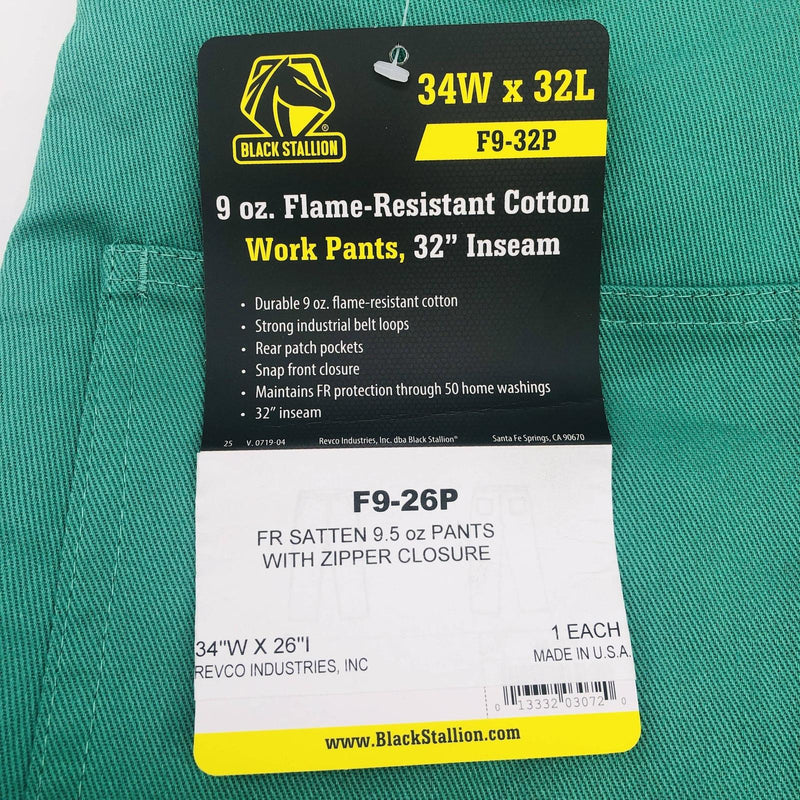 34W x 32L
BLACK STALLION®
F9-32P
9 oz. Flame-Resistant Cotton
Work Pants, 32" Inseam
• Durable 9 oz. flame-resistant cotton
• Strong industrial belt loops
• Rear patch pockets
• Snap front closure
• Maintains FR protection through 50 home washings
• 32" inseam
25 V. 0719-04 Revco Industries, Inc. dba Black Stallion® Santa Fe Springs, CA 90670
F9-26P
FR SATTEN 9.5 oz PANTS
WITH ZIPPER CLOSURE
34"W X 26"I 1 EACH
REVCO INDUSTRIES, INC MADE IN U.S.A.
0 13332 03072 0
www.BlackStallion.com